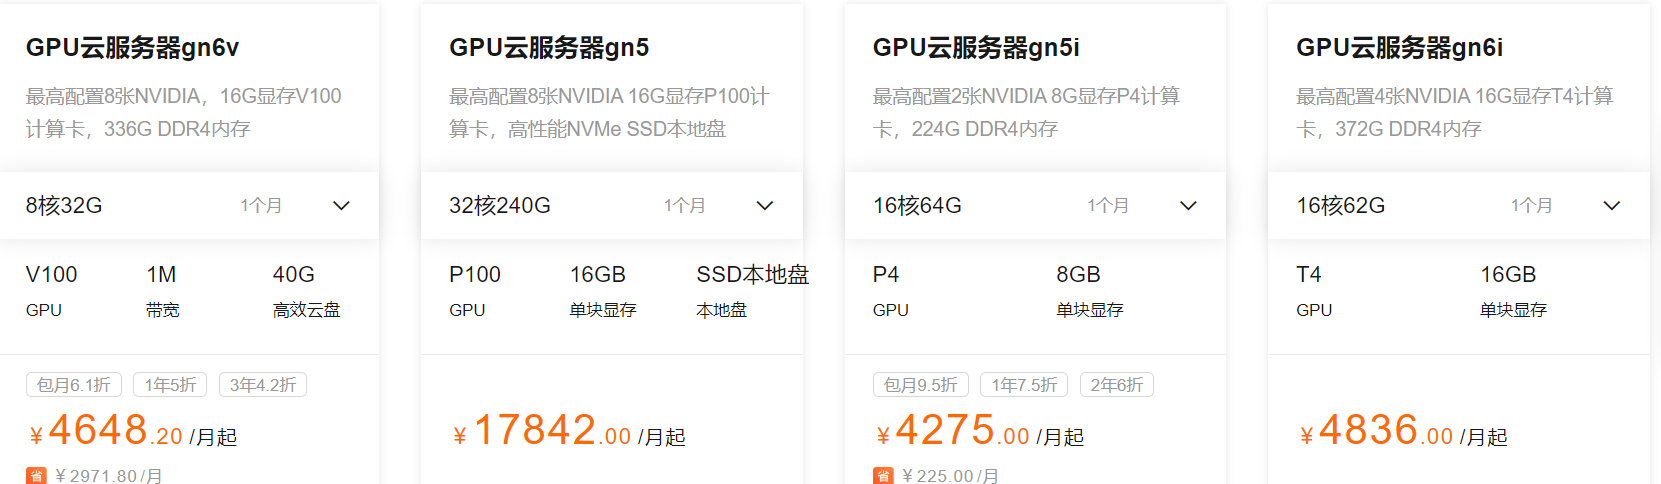 GPU云服务器gn6v
最高配置8张NVIDIA，16G显存V100
计算卡，336G DDR4内存
8核32G 1个月
V100 1M 40G
GPU 带宽 高效云盘
包月6.1折 1年5折 3年4.2折
¥4648.20 /月起
省 ¥2971.80/月
GPU云服务器gn5
最高配置8张NVIDIA 16G显存P100计
算卡，高性能NVMe SSD本地盘
32核240G 1个月
P100 16GB SSD本地盘
GPU 单块显存 本地盘
¥17842.00 /月起
GPU云服务器gn5i
最高配置2张NVIDIA 8G显存P4计算
卡，224G DDR4内存
16核64G 1个月
P4 8GB
GPU 单块显存
包月9.5折 1年7.5折 2年6折
¥4275.00 /月起
省 ¥225.00/月
GPU云服务器gn6i
最高配置4张NVIDIA 16G显存T4计算
卡，372G DDR4内存
16核62G 1个月
T4 16GB
GPU 单块显存
¥4836.00 /月起